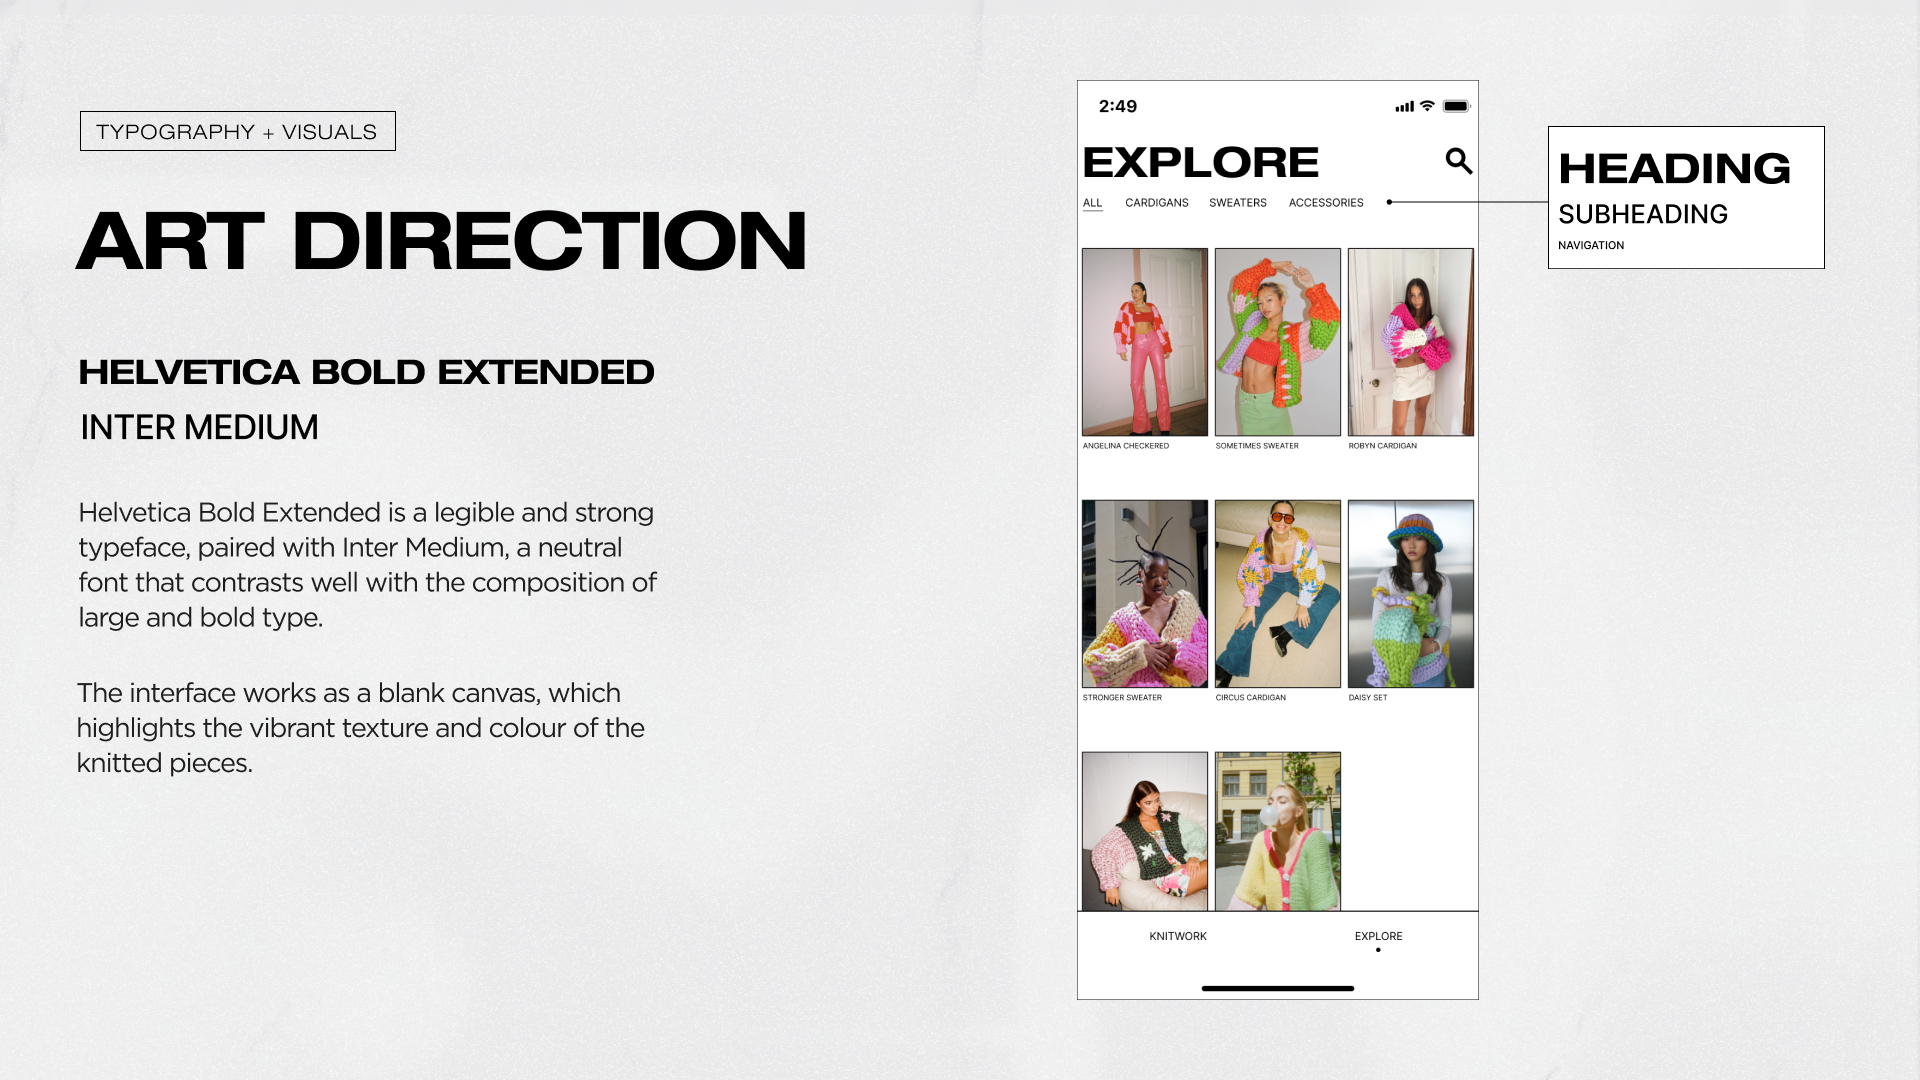 TYPOGRAPHY + VISUALS
ART DIRECTION
HELVETICA BOLD EXTENDED
INTER MEDIUM
Helvetica Bold Extended is a legible and strong
typeface, paired with Inter Medium, a neutral
font that contrasts well with the composition of
large and bold type.
The interface works as a blank canvas, which
highlights the vibrant texture and colour of the
knitted pieces.
2:49
EXPLORE
ALL CARDIGANS SWEATERS ACCESSORIES
ANGELINA CHECKERED SOMETIMES SWEATER ROBYN CARDIGAN
STRONGER SWEATER CIRCUS CARDIGAN DAISY SET
KNITWORK EXPLORE
HEADING
SUBHEADING
NAVIGATION